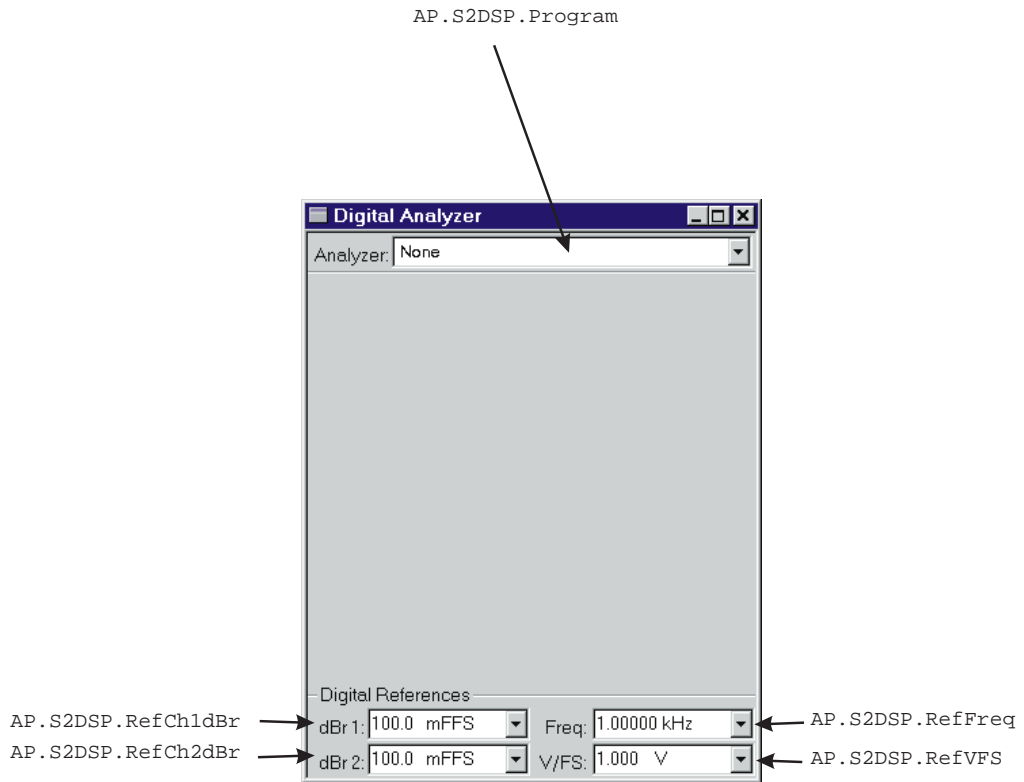 AP.S2DSP.Program
Digital Analyzer
Analyzer: None
Digital References
AP.S2DSP.RefCh1dBr dBr 1: 100.0 mFFS Freq: 1.00000 kHz AP.S2DSP.RefFreq
AP.S2DSP.RefCh2dBr dBr 2: 100.0 mFFS V/FS: 1.000 V AP.S2DSP.RefVFS